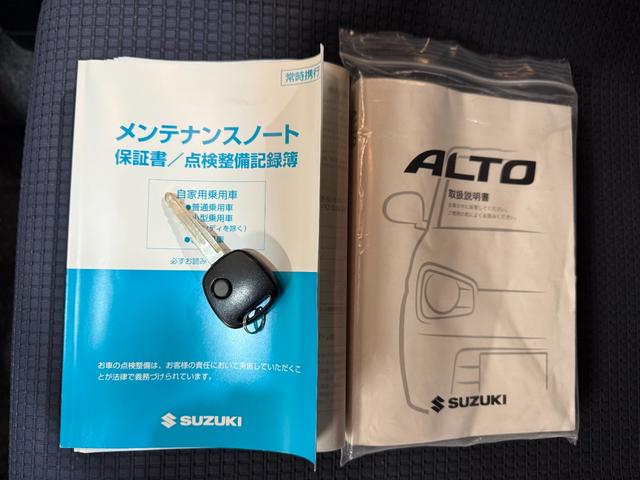 常時携行
メンテナンスノート
保証書/点検整備記録簿
自家用乗用車
●普通乗用車
型乗用車
ディを除く)
車
必ずお読み
お車の点検整備は、お客様の責任において実施していただくこ
とが法律で義務づけられています。
SUZUKI
ALTO
取扱説明書
SUZUKI